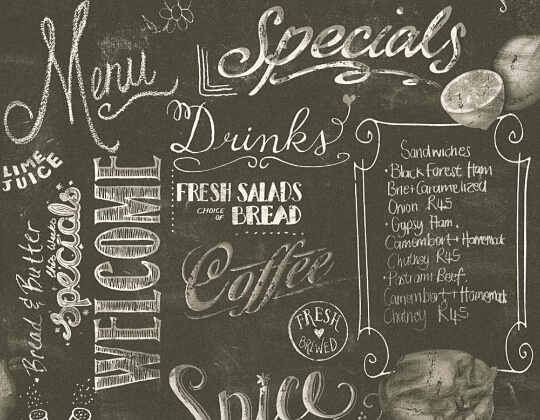 Menu
Specials
Drinks
LIME
JUICE
FRESH SALADS
CHOICE OF BREAD
WELCOME
Bread & Butter
this weeks
Specials
Coffee
FRESH
BREWED
Spice
Sandwiches
• Black Forest Ham
Brie + Caramelized
Onion R45
• Gypsy Ham,
Camembert + Homemade
Chutney R45
• Pastrami Beef
Camembert + Homemade
Chutney R45